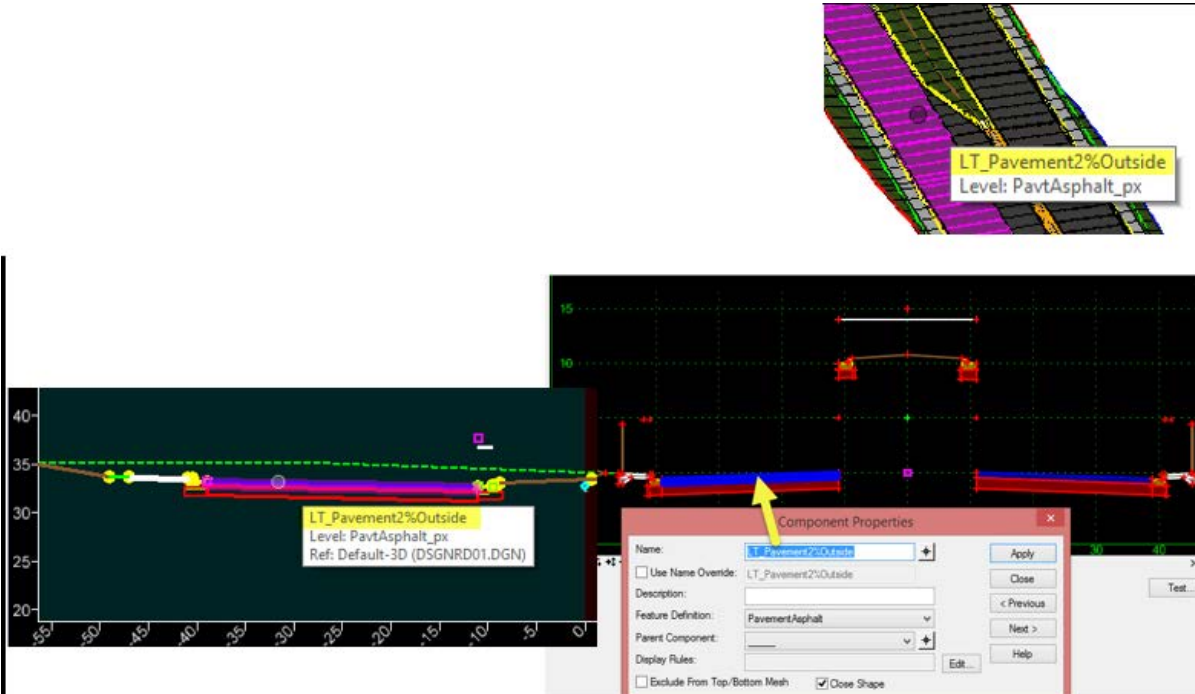 LT_Pavement2%Outside
Level: PavtAsphalt_px
15
10
40
35
30
25
20
-55
-50
-45
-40
-35
-30
-25
-20
-15
-10
-5
0
LT_Pavement2%Outside
Level: PavtAsphalt_px
Ref: Default-3D (DSGNRD01.DGN)
30
40
Component Properties
Name:
LT_Pavement2%Outside
Apply
Use Name Override:
LT_Pavement2%Outside
Close
Test...
Description:
< Previous
Feature Definition:
PavementAsphalt
Next >
Parent Component:
Help
Display Rules:
Edit...
Exclude From Top/Bottom Mesh
Close Shape